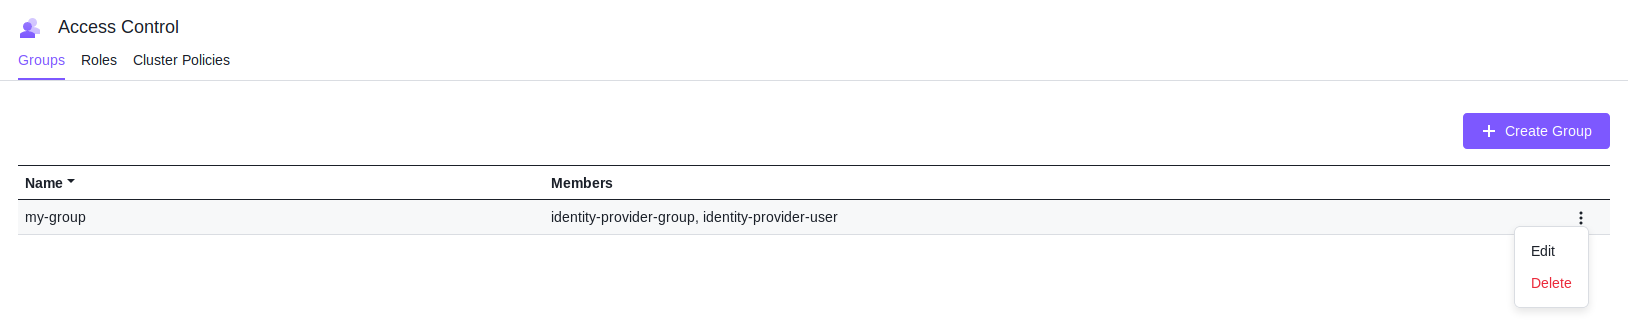 Access Control
Groups Roles Cluster Policies
Create Group
Name Members
my-group identity-provider-group, identity-provider-user
Edit
Delete